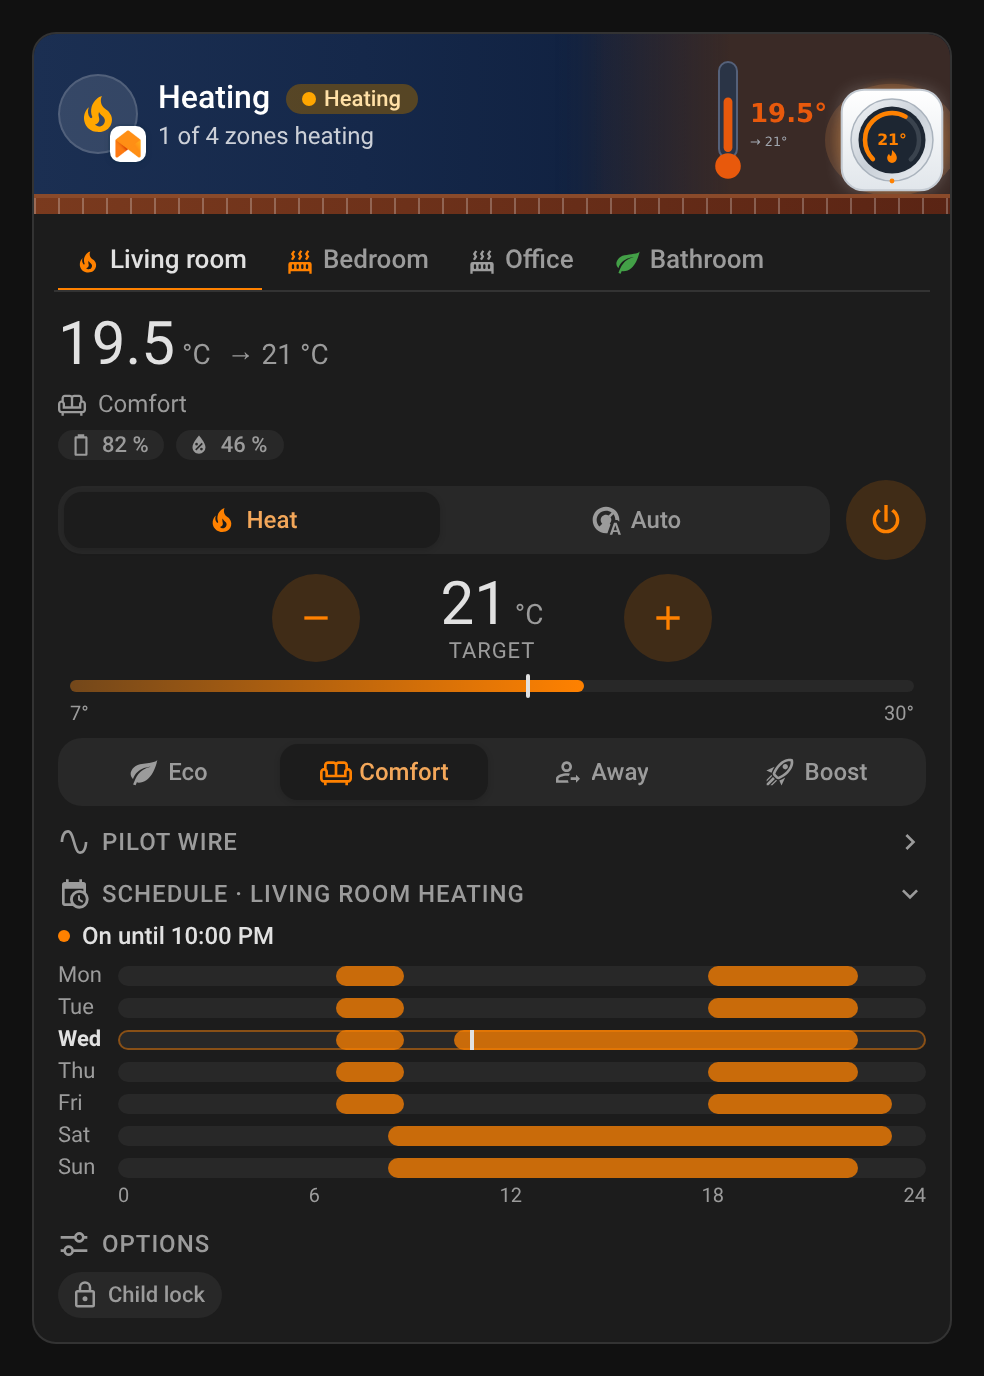 Heating Heating
1 of 4 zones heating
19.5°
→ 21°
21°
Living room Bedroom Office Bathroom
19.5 °C → 21 °C
Comfort
82 % 46 %
Heat Auto
21 °C
TARGET
7° 30°
Eco Comfort Away Boost
PILOT WIRE
SCHEDULE · LIVING ROOM HEATING
On until 10:00 PM
Mon
Tue
Wed
Thu
Fri
Sat
Sun
0 6 12 18 24
OPTIONS
Child lock